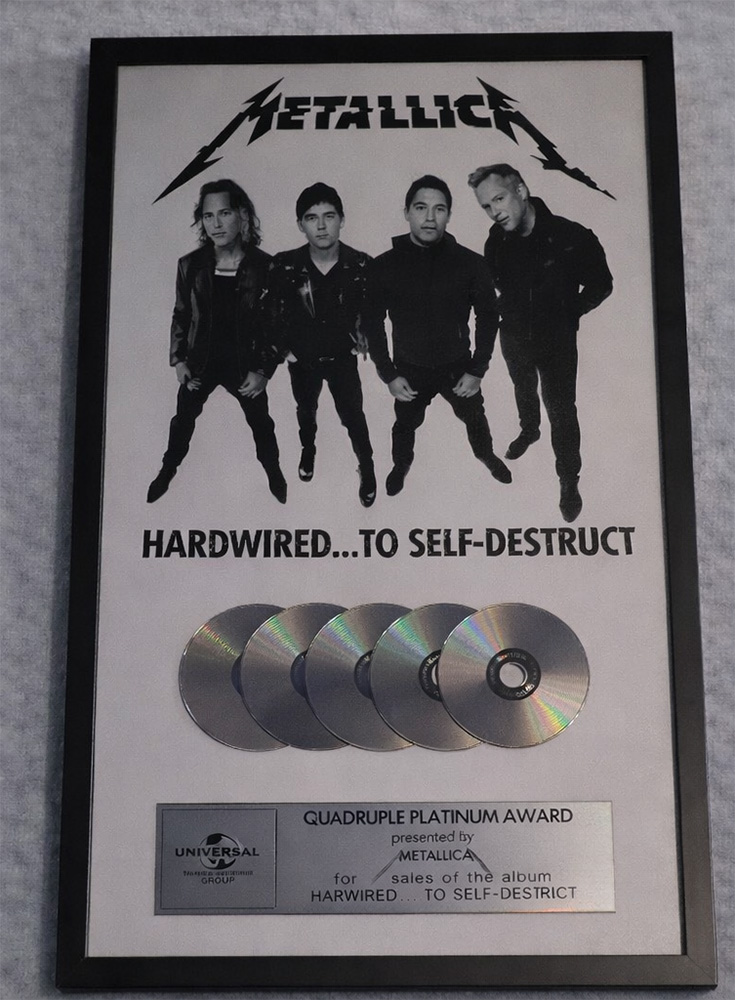 METALLICA
HARDWIRED...TO SELF-DESTRUCT
QUADRUPLE PLATINUM AWARD
presented by
METALLICA
for sales of the album
HARWIRED... TO SELF-DESTRICT
UNIVERSAL
GROUP